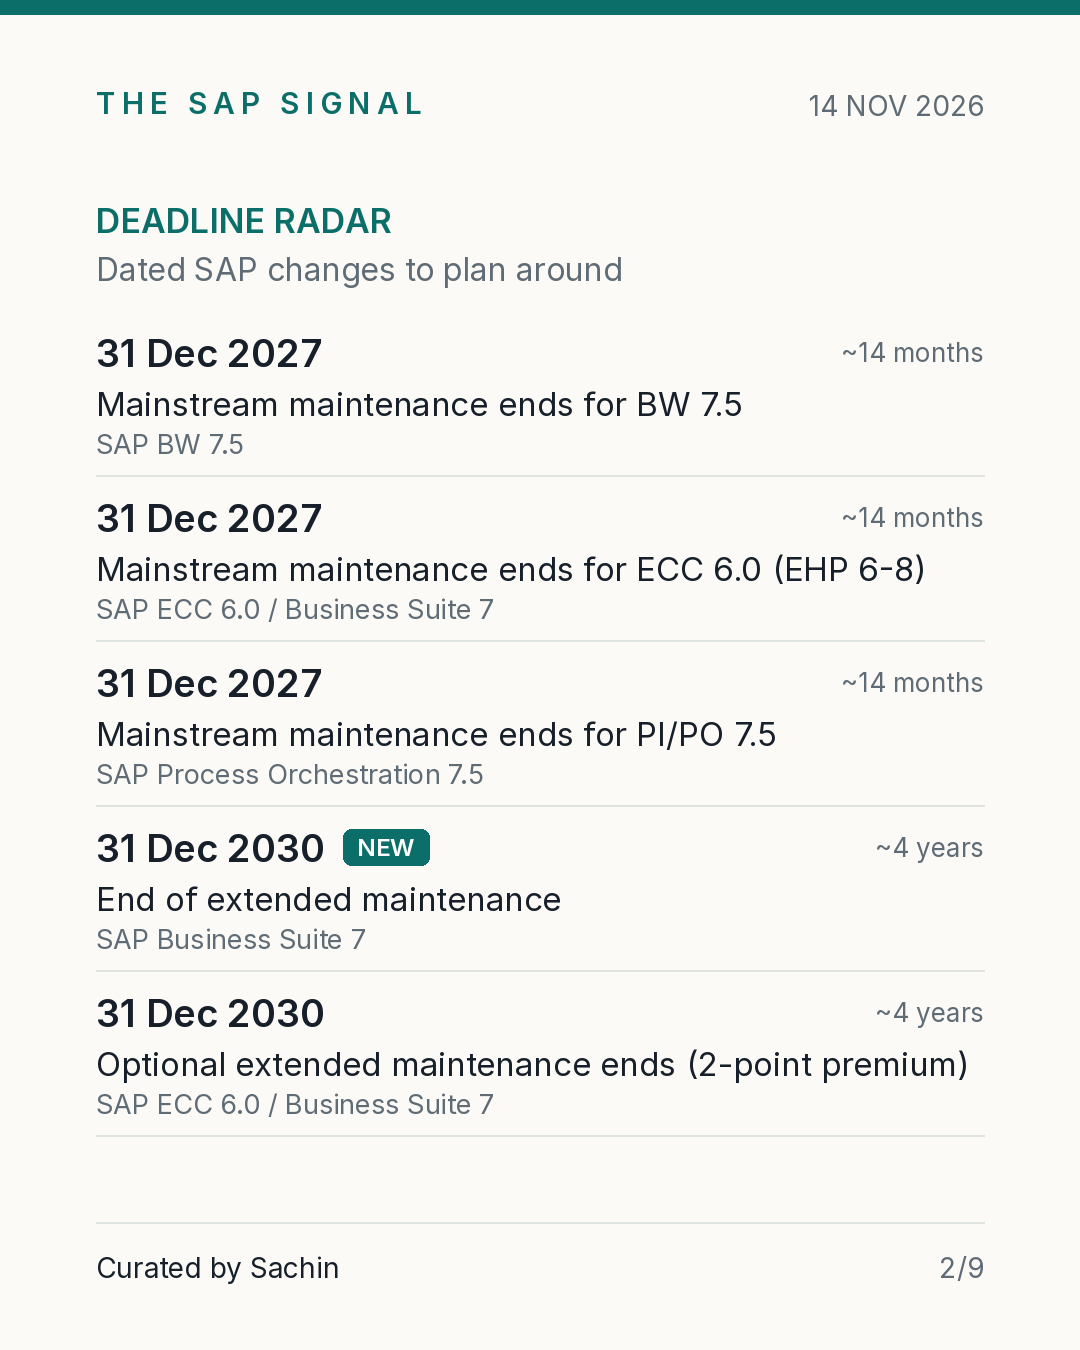 THE SAP SIGNAL
14 NOV 2026
DEADLINE RADAR
Dated SAP changes to plan around
31 Dec 2027
~14 months
Mainstream maintenance ends for BW 7.5
SAP BW 7.5
31 Dec 2027
~14 months
Mainstream maintenance ends for ECC 6.0 (EHP 6-8)
SAP ECC 6.0 / Business Suite 7
31 Dec 2027
~14 months
Mainstream maintenance ends for PI/PO 7.5
SAP Process Orchestration 7.5
31 Dec 2030 NEW
~4 years
End of extended maintenance
SAP Business Suite 7
31 Dec 2030
~4 years
Optional extended maintenance ends (2-point premium)
SAP ECC 6.0 / Business Suite 7
Curated by Sachin
2/9